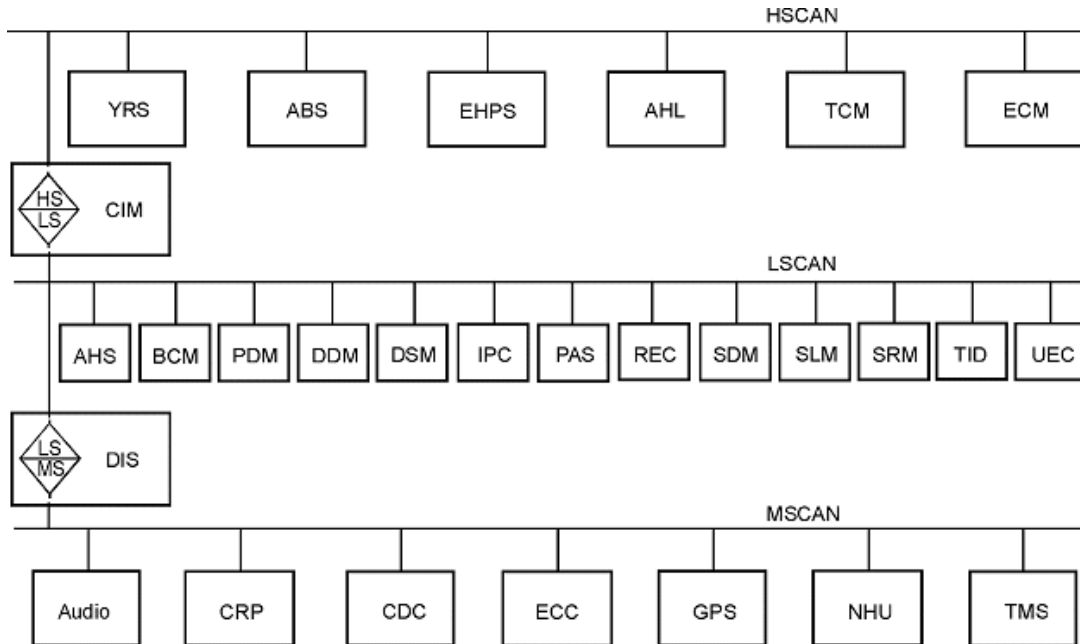 HSCAN
YRS ABS EHPS AHL TCM ECM
HS
LS
CIM
LSCAN
AHS BCM PDM DDM DSM IPC PAS REC SDM SLM SRM TID UEC
LS
MS
DIS
MSCAN
Audio CRP CDC ECC GPS NHU TMS